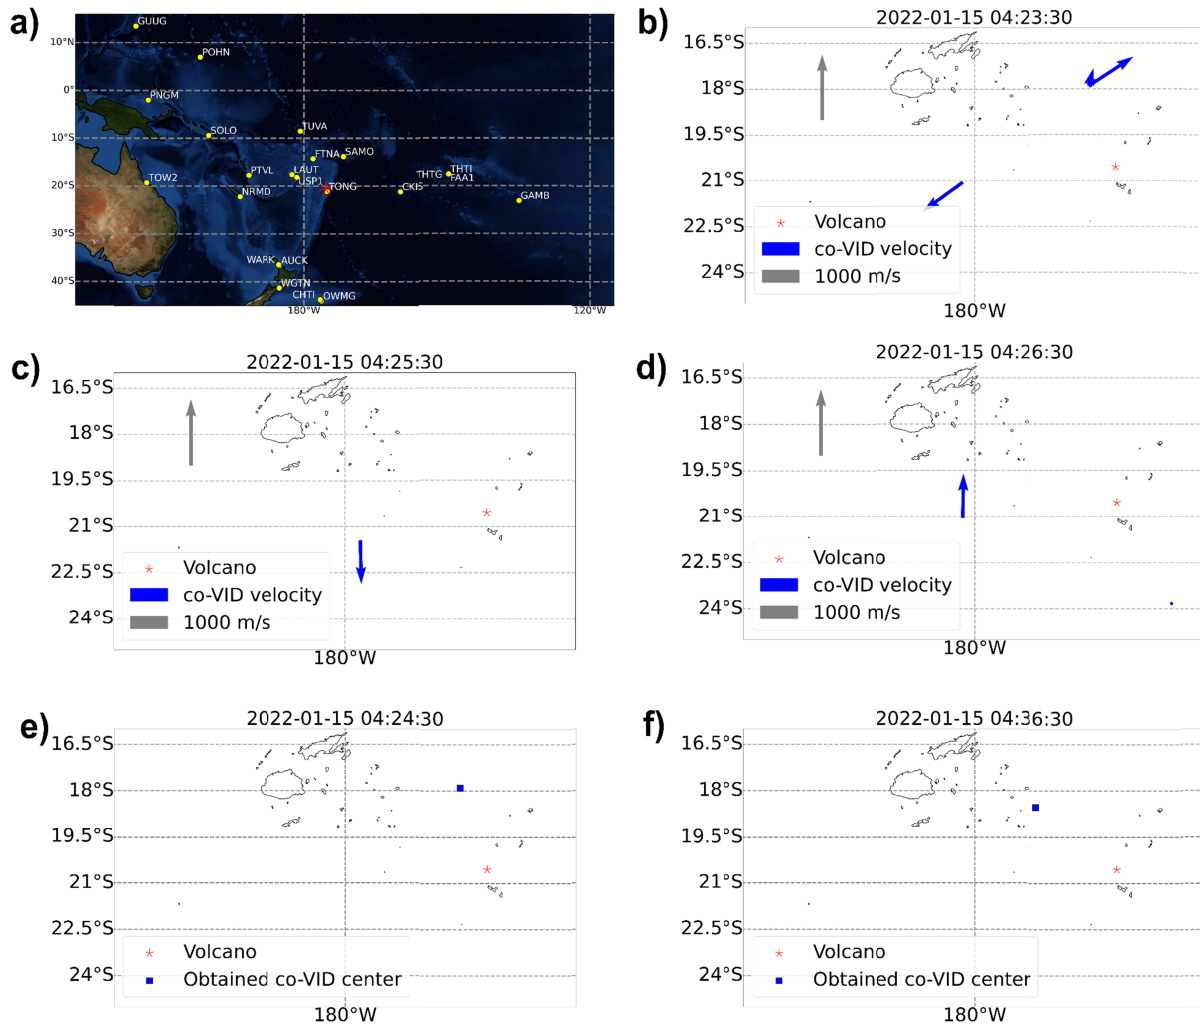 a)
GUUG
POHN
PNGM
SOLO
TUVA
FTNA SAMO
TOW2
PTVL
LAUT
USP1
TONG
NRMD
CKIS
THTG
THTI
FAA1
GAMB
WARK AUCK
WGTN
CHTI OWMG
10°N
0°
10°S
20°S
30°S
40°S
180°W
120°W
b)
2022-01-15 04:23:30
16.5°S
18°S
19.5°S
21°S
22.5°S
24°S
Volcano
co-VID velocity
1000 m/s
180°W
c)
2022-01-15 04:25:30
16.5°S
18°S
19.5°S
21°S
22.5°S
24°S
Volcano
co-VID velocity
1000 m/s
180°W
d)
2022-01-15 04:26:30
16.5°S
18°S
19.5°S
21°S
22.5°S
24°S
Volcano
co-VID velocity
1000 m/s
180°W
e)
2022-01-15 04:24:30
16.5°S
18°S
19.5°S
21°S
22.5°S
24°S
Volcano
Obtained co-VID center
180°W
f)
2022-01-15 04:36:30
16.5°S
18°S
19.5°S
21°S
22.5°S
24°S
Volcano
Obtained co-VID center
180°W